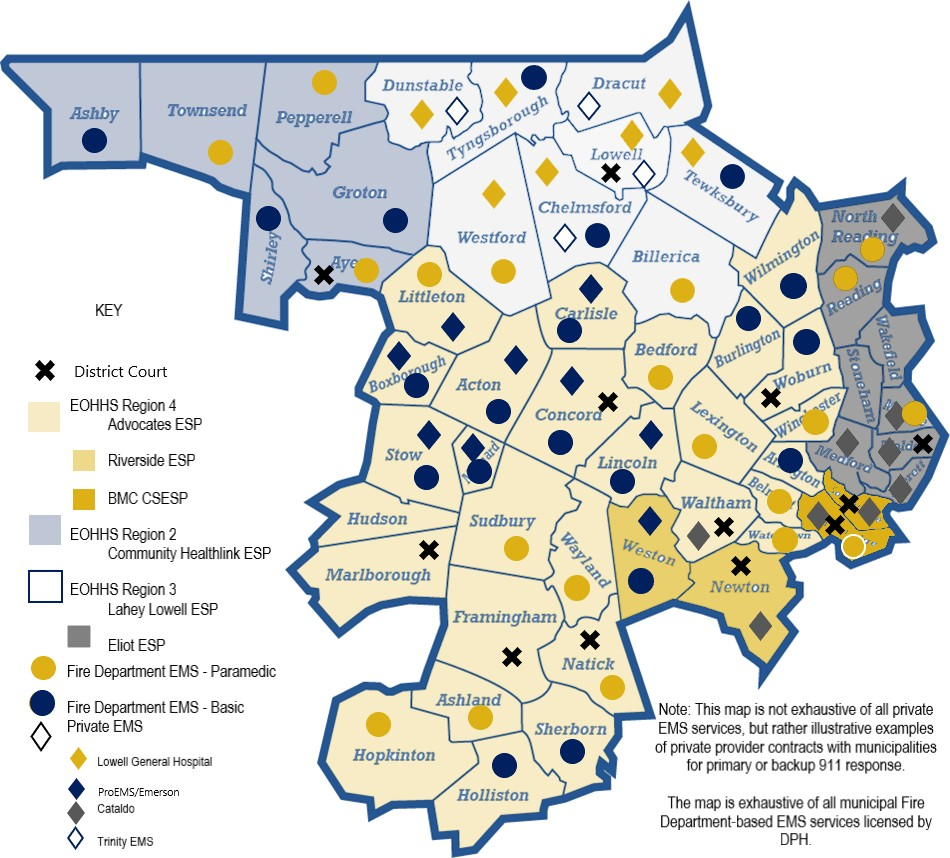 Dunstable
Dracut
Ashby
Townsend
Pepperell
Tyngsborough
Lowell
Tewksbury
Groton
Chelmsford
North
Reading
Westford
Shirley
Ayer
Billerica
Wilmington
Littleton
Reading
KEY
Carlisle
Wakefield
Burlington
Bedford
Boxborough
Acton
Woburn
Stoneham
District Court
Concord
Winchester
Lexington
EOHHS Region 4
Advocates ESP
Stow
Lincoln
Arlington
Medford
Riverside ESP
BMC CSESP
Waltham
Hudson
Sudbury
EOHHS Region 2
Community Healthlink ESP
Weston
Watertown
Wayland
Marlborough
Newton
EOHHS Region 3
Lahey Lowell ESP
Framingham
Eliot ESP
Natick
Fire Department EMS - Paramedic
Ashland
Fire Department EMS - Basic
Private EMS
Sherborn
Hopkinton
Lowell General Hospital
ProEMS/Emerson
Holliston
Cataldo
Trinity EMS
Note: This map is not exhaustive of all private
EMS services, but rather illustrative examples
of private provider contracts with municipalities
for primary or backup 911 response.
The map is exhaustive of all municipal Fire
Department-based EMS services licensed by
DPH.